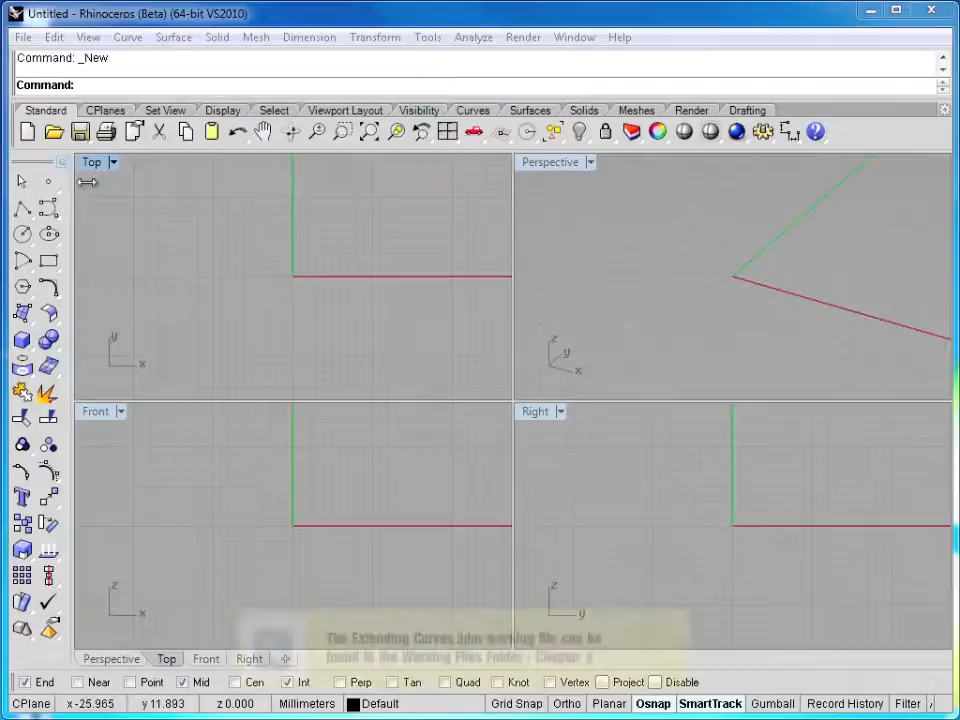 Untitled - Rhinoceros (Beta) (64-bit VS2010)
File Edit View Curve Surface Solid Mesh Dimension Transform Tools Analyze Render Window Help
Command: _New
Command:
Standard CPlanes Set View Display Select Viewport Layout Visibility Curves Surfaces Solids Meshes Render Drafting
Top Perspective
y
x
z
y
x
Front Right
z
x
z
y
The Extending Curves.3dm working file can be
found in the Working Files Folder - Chapter
Perspective Top Front Right
End Near Point Mid Cen Int Perp Tan Quad Knot Vertex Project Disable
CPlane x -25.965 y 11.893 z 0.000 Millimeters Default Grid Snap Ortho Planar Osnap SmartTrack Gumball Record History Filter